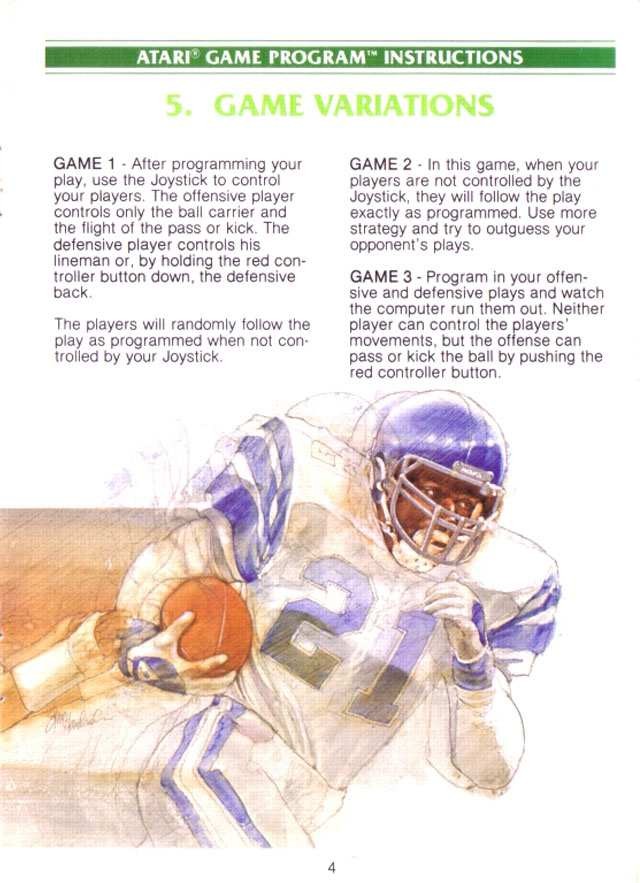 ATARI® GAME PROGRAM™ INSTRUCTIONS
5. GAME VARIATIONS
GAME 1 - After programming your
play, use the Joystick to control
your players. The offensive player
controls only the ball carrier and
the flight of the pass or kick. The
defensive player controls his
lineman or, by holding the red con-
troller button down, the defensive
back.
The players will randomly follow the
play as programmed when not con-
trolled by your Joystick.
GAME 2 - In this game, when your
players are not controlled by the
Joystick, they will follow the play
exactly as programmed. Use more
strategy and try to outguess your
opponent's plays.
GAME 3 - Program in your offen-
sive and defensive plays and watch
the computer run them out. Neither
player can control the players'
movements, but the offense can
pass or kick the ball by pushing the
red controller button.
21
4